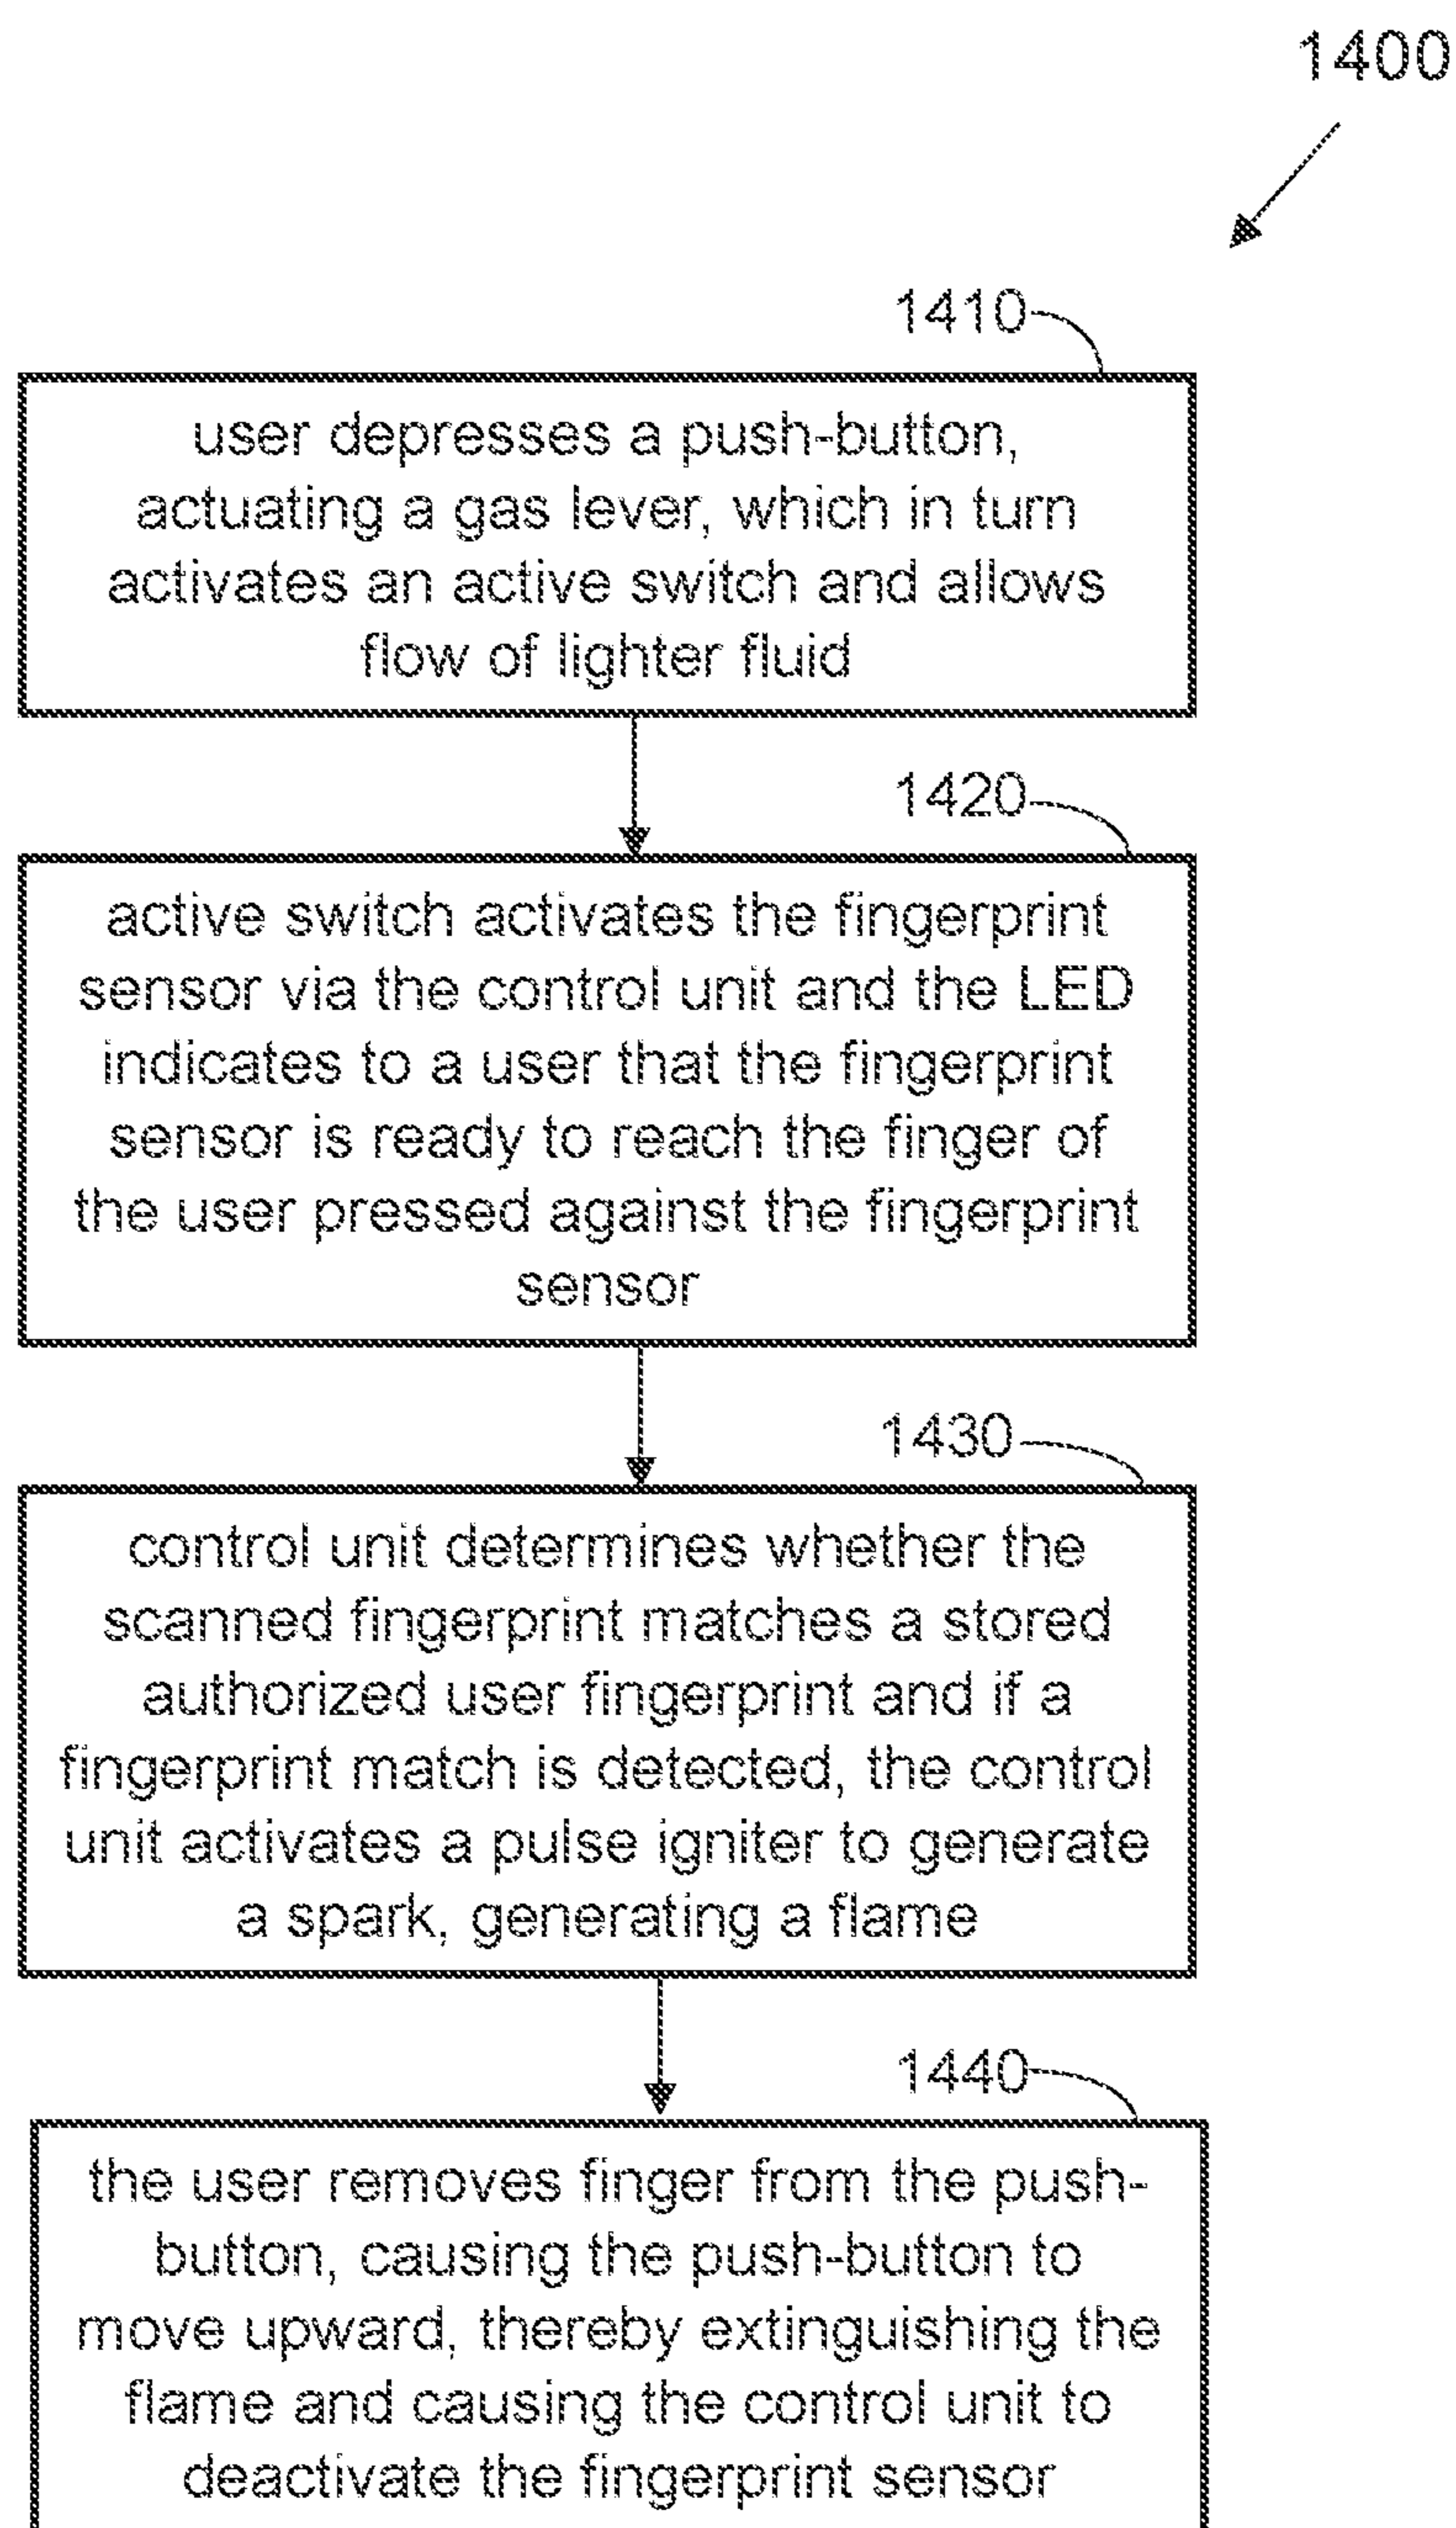 1400
1410
user depresses a push-button,
actuating a gas lever, which in turn
activates an active switch and allows
flow of lighter fluid
1420
active switch activates the fingerprint
sensor via the control unit and the LED
indicates to a user that the fingerprint
sensor is ready to reach the finger of
the user pressed against the fingerprint
sensor
1430
control unit determines whether the
scanned fingerprint matches a stored
authorized user fingerprint and if a
fingerprint match is detected, the control
unit activates a pulse igniter to generate
a spark, generating a flame
1440
the user removes finger from the push-
button, causing the push-button to
move upward, thereby extinguishing the
flame and causing the control unit to
deactivate the fingerprint sensor